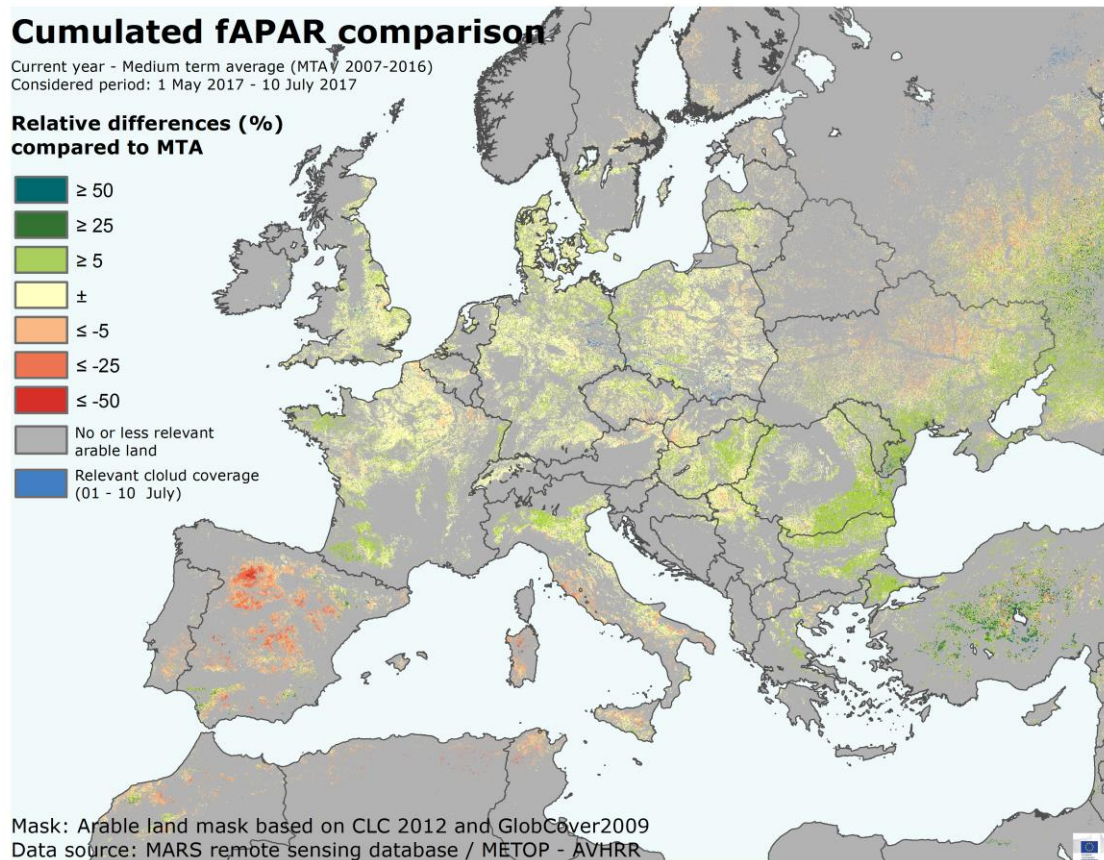 Cumulated fAPAR comparison
Current year - Medium term average (MTA / 2007-2016)
Considered period: 1 May 2017 - 10 July 2017
Relative differences (%)
compared to MTA
≥ 50
≥ 25
≥ 5
±
≤ -5
≤ -25
≤ -50
No or less relevant
arable land
Relevant clolud coverage
(01 - 10 July)
Mask: Arable land mask based on CLC 2012 and GlobCover2009
Data source: MARS remote sensing database / METOP - AVHRR